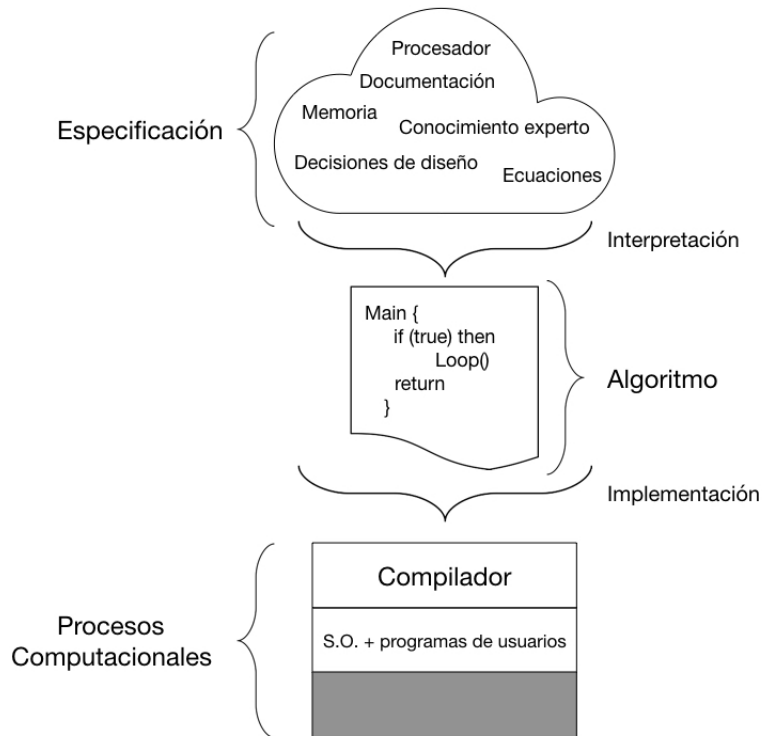 Procesador
Documentación
Memoria
Conocimiento experto
Decisiones de diseño
Ecuaciones
Especificación
Interpretación
Main {
if (true) then
Loop()
return
}
Algoritmo
Implementación
Compilador
S.O. + programas de usuarios
Procesos
Computacionales